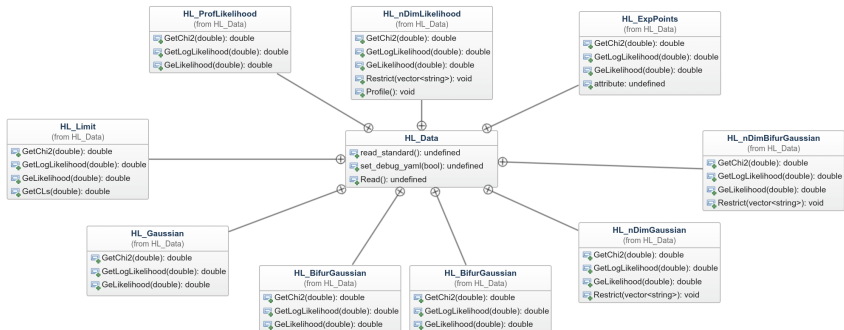 HL_ProfLikelihood
(from HL_Data)
GetChi2(double): double
GetLogLikelihood(double): double
GeLikelihood(double): double
HL_nDimLikelihood
(from HL_Data)
GetChi2(double): double
GetLogLikelihood(double): double
GeLikelihood(double): double
Restrict(vector<string>): void
Profile(): void
HL_ExpPoints
(from HL_Data)
GetChi2(double): double
GetLogLikelihood(double): double
GeLikelihood(double): double
attribute: undefined
HL_Limit
(from HL_Data)
GetChi2(double): double
GetLogLikelihood(double): double
GeLikelihood(double): double
GetCLs(double): double
HL_Data
read_standard(): undefined
set_debug_yaml(bool): undefined
Read(): undefined
HL_nDimBifurGaussian
(from HL_Data)
GetChi2(double): double
GetLogLikelihood(double): double
GeLikelihood(double): double
Restrict(vector<string>): void
HL_Gaussian
(from HL_Data)
GetChi2(double): double
GetLogLikelihood(double): double
GeLikelihood(double): double
HL_nDimGaussian
(from HL_Data)
GetChi2(double): double
GetLogLikelihood(double): double
GeLikelihood(double): double
Restrict(vector<string>): void
HL_BifurGaussian
(from HL_Data)
GetChi2(double): double
GetLogLikelihood(double): double
GeLikelihood(double): double
HL_BifurGaussian
(from HL_Data)
GetChi2(double): double
GetLogLikelihood(double): double
GeLikelihood(double): double